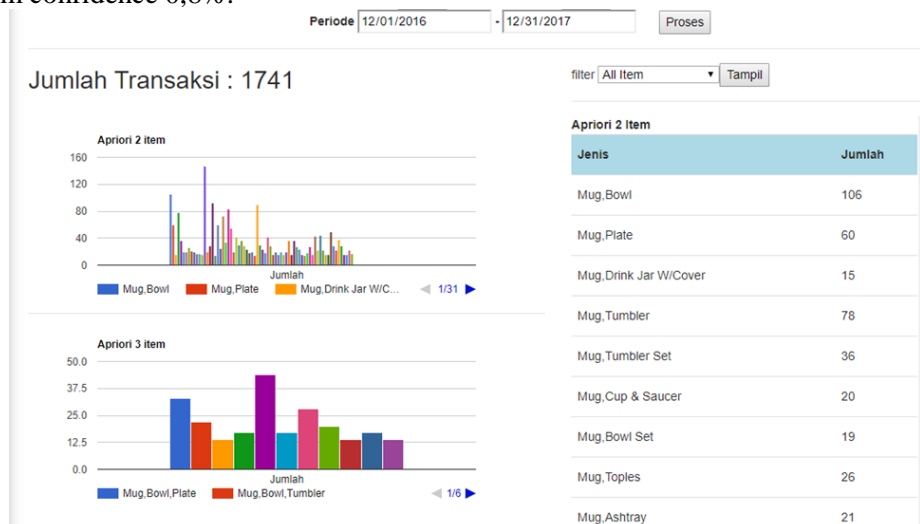 Periode 12/01/2016 - 12/31/2017 Proses
Jumlah Transaksi : 1741
filter All Item Tampil
Apriori 2 item
160
120
80
40
0
Jumlah
Mug,Bowl Mug,Plate Mug,Drink Jar W/C... 1/31
Apriori 3 item
50.0
37.5
25.0
12.5
0.0
Jumlah
Mug,Bowl,Plate Mug,Bowl,Tumbler 1/6
Apriori 2 Item
Jenis Jumlah
Mug,Bowl 106
Mug,Plate 60
Mug,Drink Jar W/Cover 15
Mug,Tumbler 78
Mug,Tumbler Set 36
Mug,Cup & Saucer 20
Mug,Bowl Set 19
Mug,Toples 26
Mug,Ashtray 21